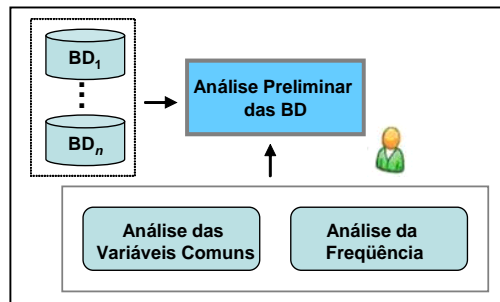 BD1
BDn
Análise Preliminar
das BD
Análise das
Variáveis Comuns
Análise da
Freqüência